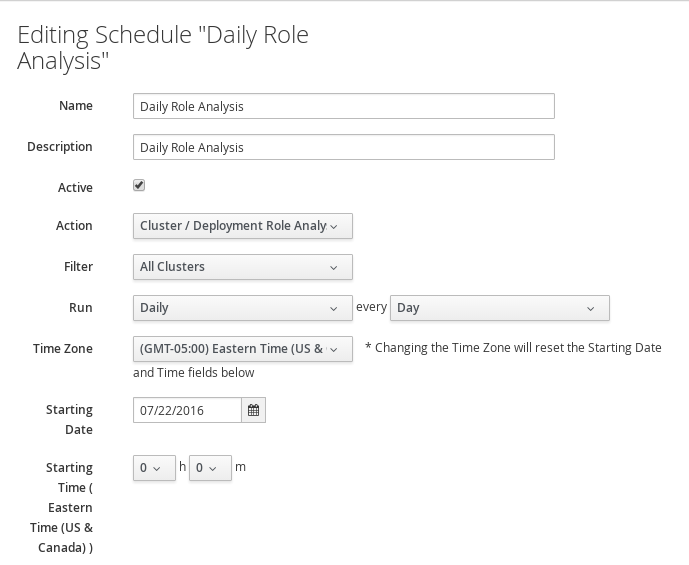 Editing Schedule "Daily Role
Analysis"
Name Daily Role Analysis
Description Daily Role Analysis
Active
Action Cluster / Deployment Role Analy
Filter All Clusters
Run Daily every Day
Time Zone (GMT-05:00) Eastern Time (US & * Changing the Time Zone will reset the Starting Date
and Time fields below
Starting 07/22/2016
Date
Starting 0 h 0 m
Time (
Eastern
Time (US &
Canada) )